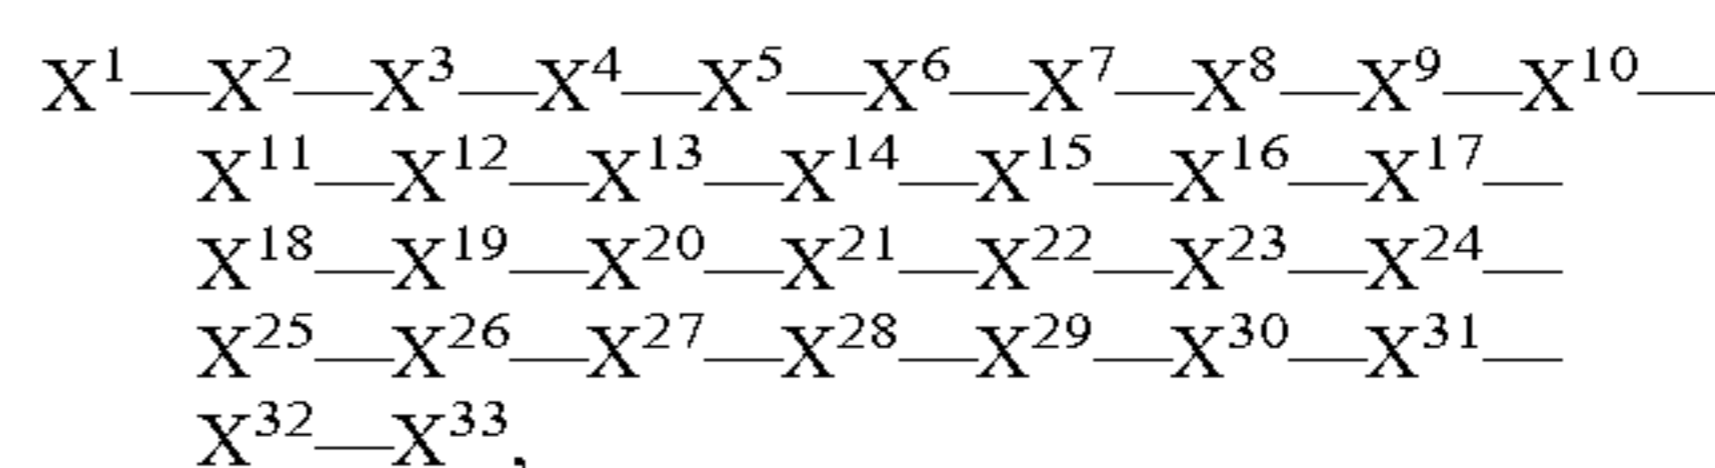 X¹—X²—X³—X⁴—X⁵—X⁶—X⁷—X⁸—X⁹—X¹⁰—
X¹¹—X¹²—X¹³—X¹⁴—X¹⁵—X¹⁶—X¹⁷—
X¹⁸—X¹⁹—X²⁰—X²¹—X²²—X²³—X²⁴—
X²⁵—X²⁶—X²⁷—X²⁸—X²⁹—X³⁰—X³¹—
X³²—X³³,